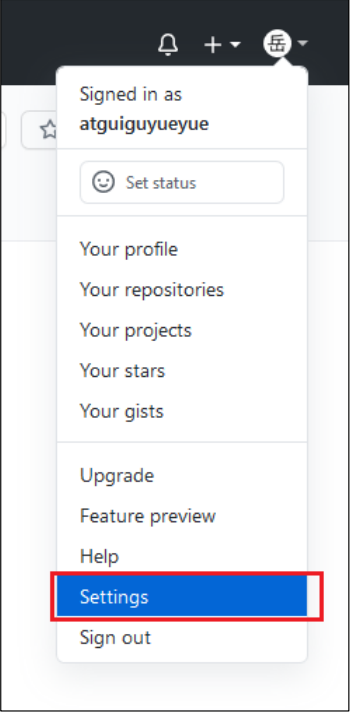 岳
Signed in as
atguiguyueyue
Set status
Your profile
Your repositories
Your projects
Your stars
Your gists
Upgrade
Feature preview
Help
Settings
Sign out